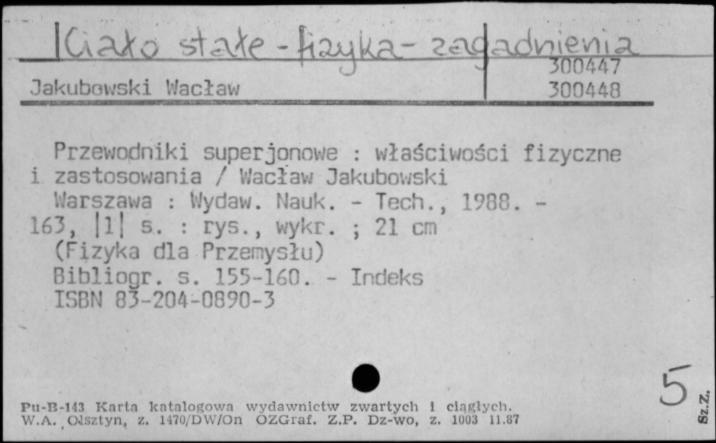 Ciało stałe - fizyka - zagadnienia
300447
Jakubowski Wacław 300448
Przewodniki superjonowe : właściwości fizyczne
i zastosowania / Wacław Jakubowski
Warszawa : Wydaw. Nauk. - Tech., 1988. -
163, |1| s. : rys., wykr. ; 21 cm
(Fizyka dla Przemysłu)
Bibliogr. s. 155-160. - Indeks
ISBN 83-204-0890-3
5
Sz.Z.
Pu-B-143 Karta katalogowa wydawnictw zwartych i ciągłych.
W.A. Olsztyn, z. 1470/DW/On OZGraf. Z.P. Dz-wo, z. 1003 11.87